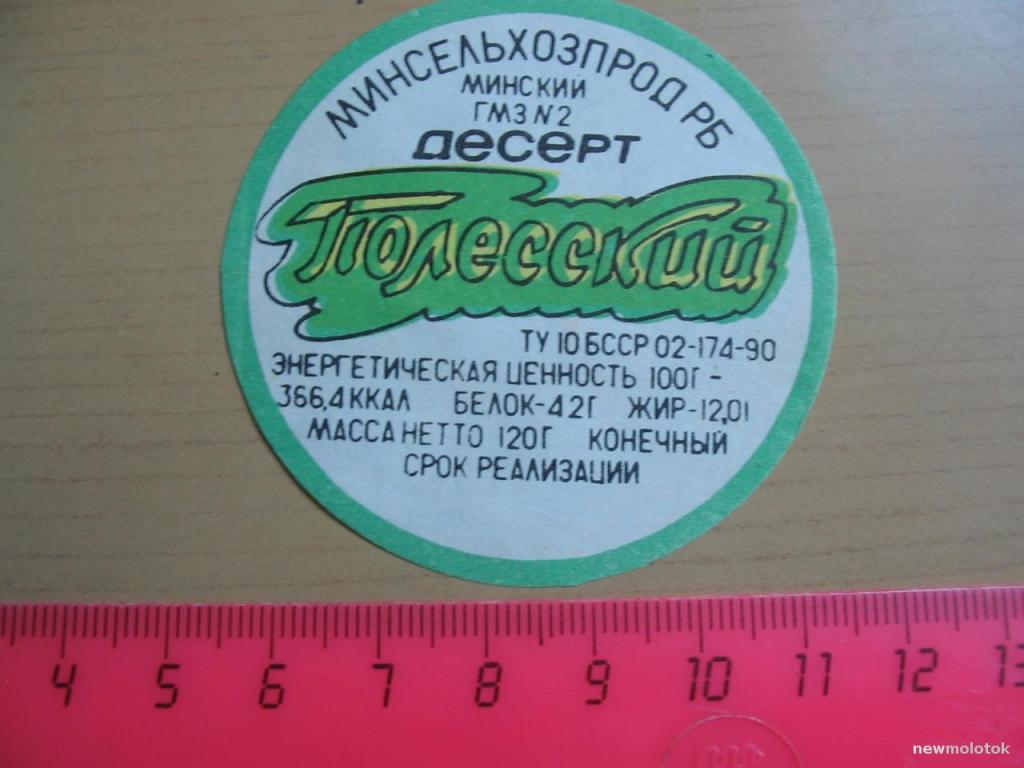 МИНСЕЛЬХОЗПРОД РБ
МИНСКИЙ
ГМЗ N2
ДЕСЕРТ
Полесский
ТУ 10 БССР 02-174-90
ЭНЕРГЕТИЧЕСКАЯ ЦЕННОСТЬ 100Г -
366,4 ККАЛ БЕЛОК-42Г ЖИР-12,01
МАССА НЕТТО 120Г КОНЕЧНЫЙ
СРОК РЕАЛИЗАЦИИ
4 5 6 7 8 9 10 11 12 13
newmolotok